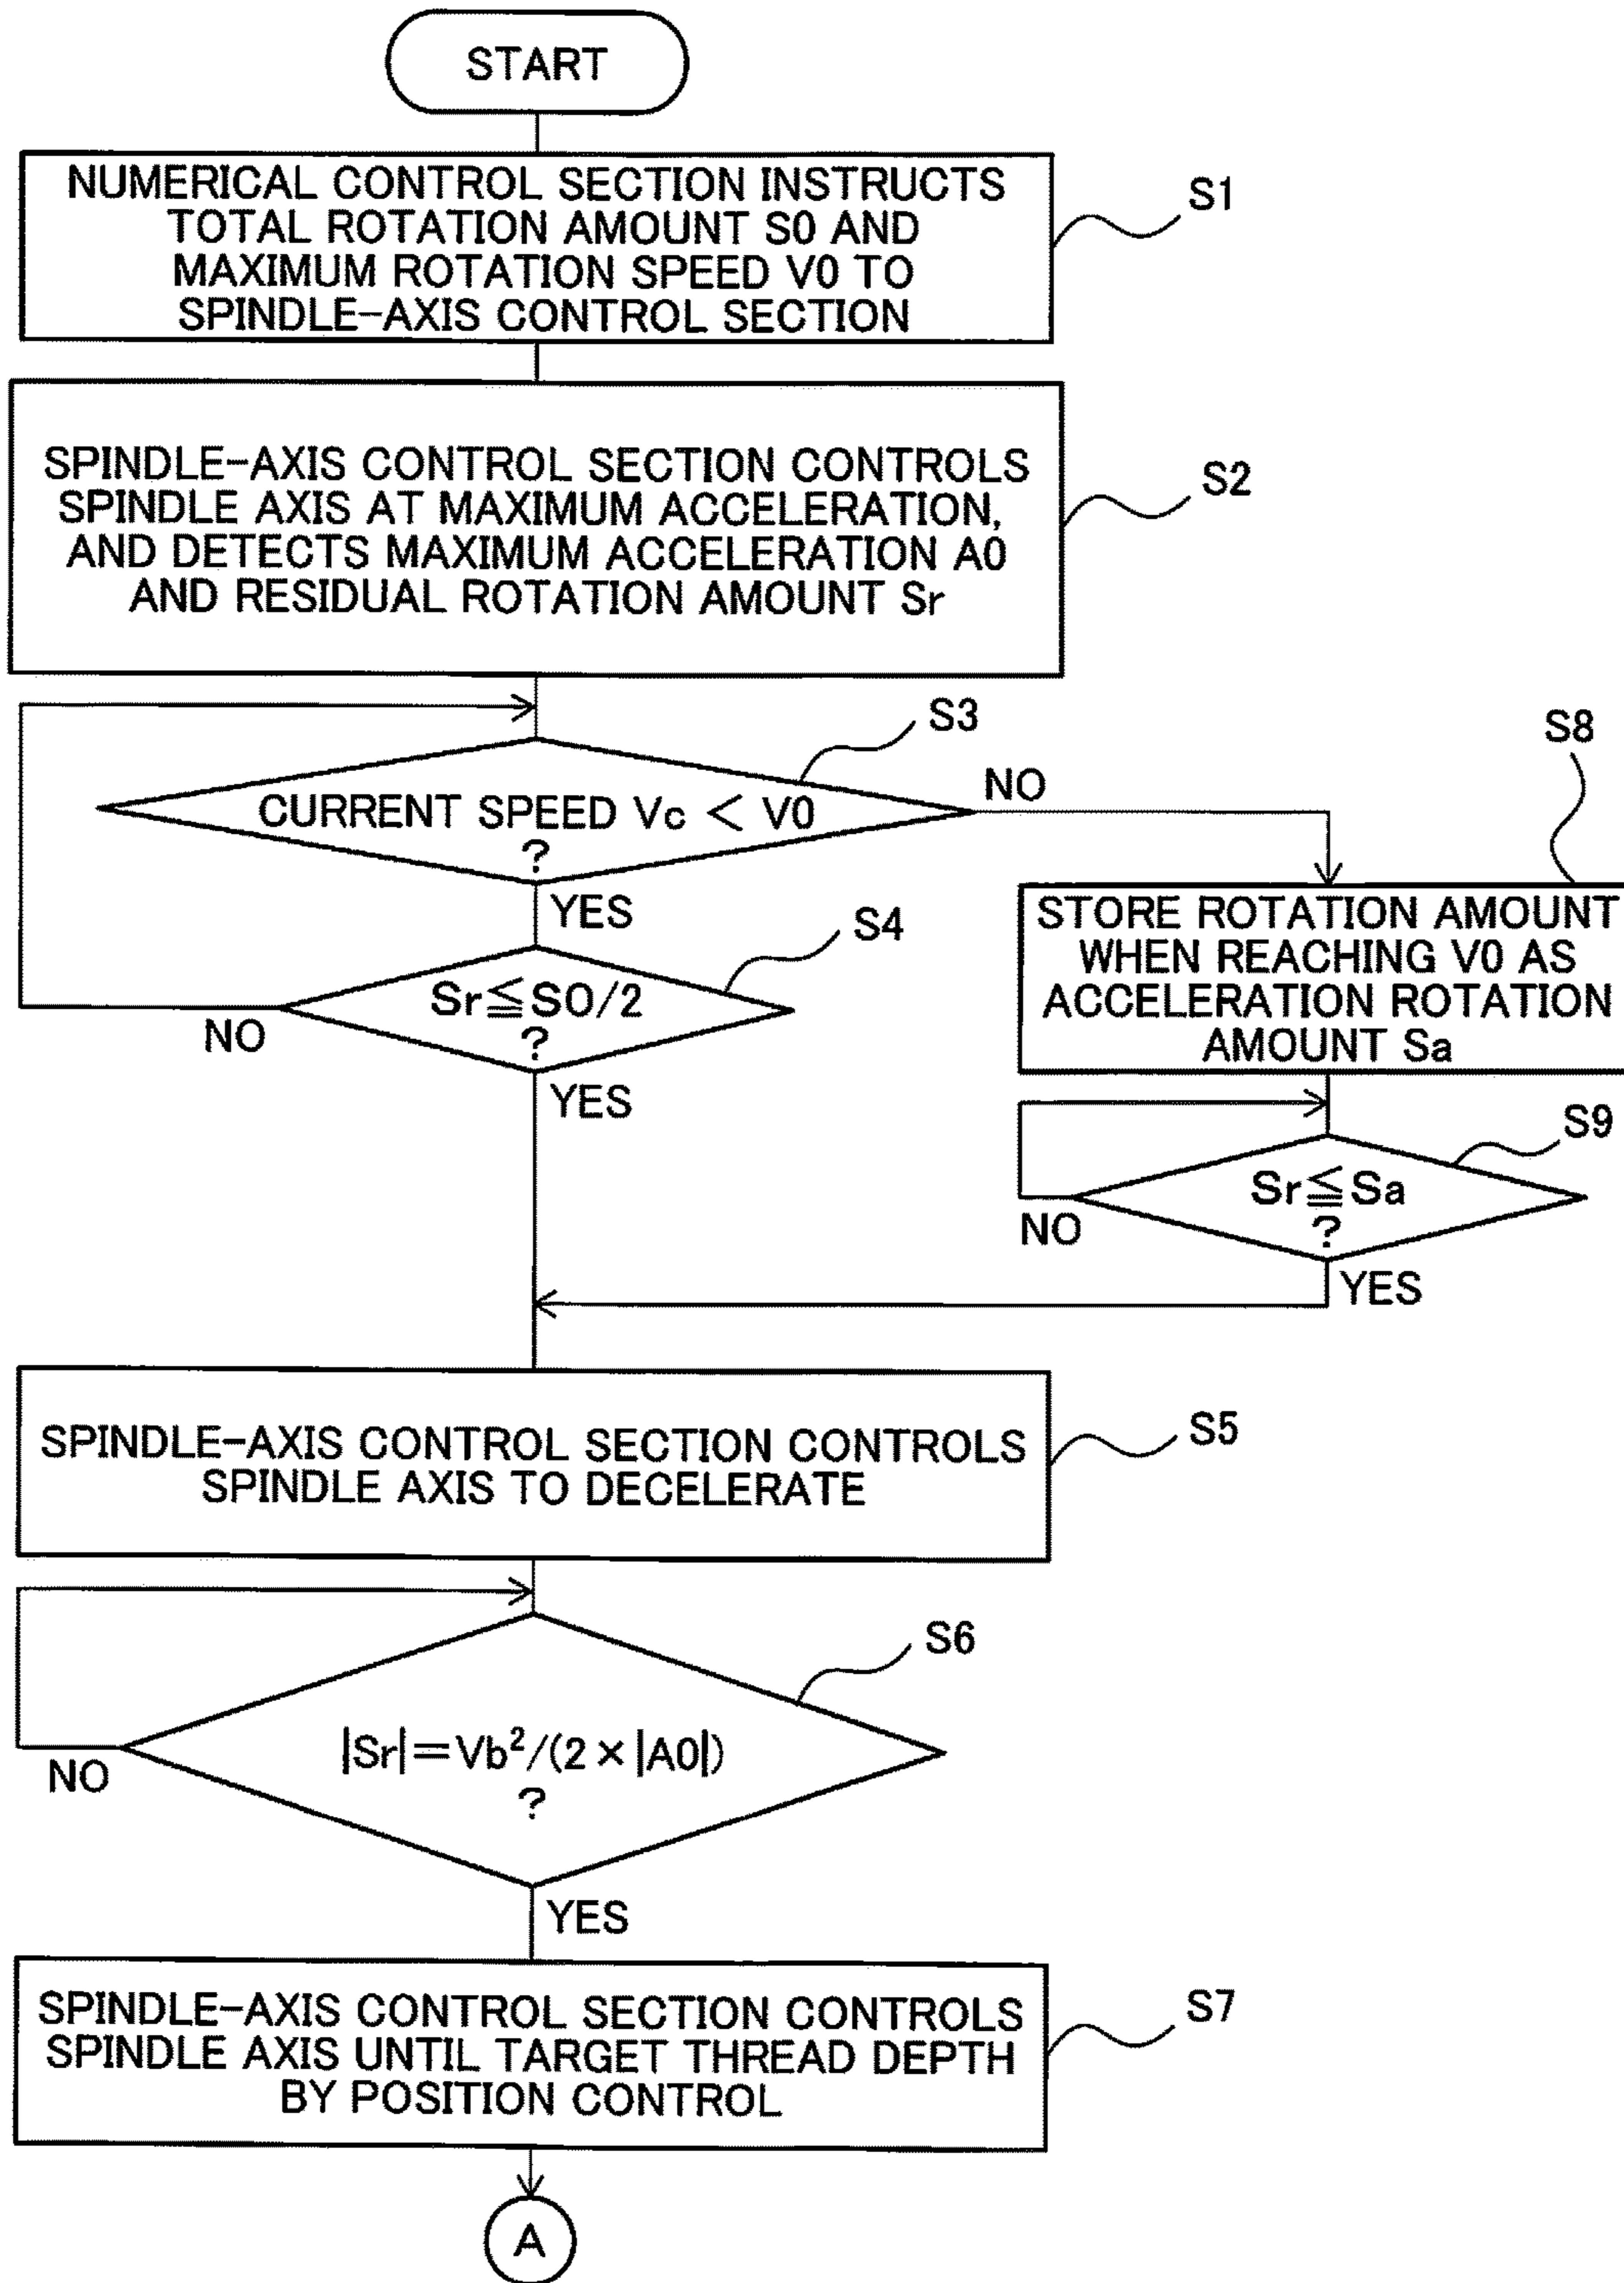 START
NUMERICAL CONTROL SECTION INSTRUCTS
TOTAL ROTATION AMOUNT S0 AND
MAXIMUM ROTATION SPEED V0 TO
SPINDLE-AXIS CONTROL SECTION
S1
SPINDLE-AXIS CONTROL SECTION CONTROLS
SPINDLE AXIS AT MAXIMUM ACCELERATION,
AND DETECTS MAXIMUM ACCELERATION A0
AND RESIDUAL ROTATION AMOUNT Sr
S2
S3
CURRENT SPEED Vc < V0
?
NO
YES
S8
STORE ROTATION AMOUNT
WHEN REACHING V0 AS
ACCELERATION ROTATION
AMOUNT Sa
S4
Sr≦S0/2
?
NO
YES
S9
Sr≦Sa
?
NO
YES
SPINDLE-AXIS CONTROL SECTION CONTROLS
SPINDLE AXIS TO DECELERATE
S5
S6
|Sr|=Vb²/(2×|A0|)
?
NO
YES
SPINDLE-AXIS CONTROL SECTION CONTROLS
SPINDLE AXIS UNTIL TARGET THREAD DEPTH
BY POSITION CONTROL
S7
A